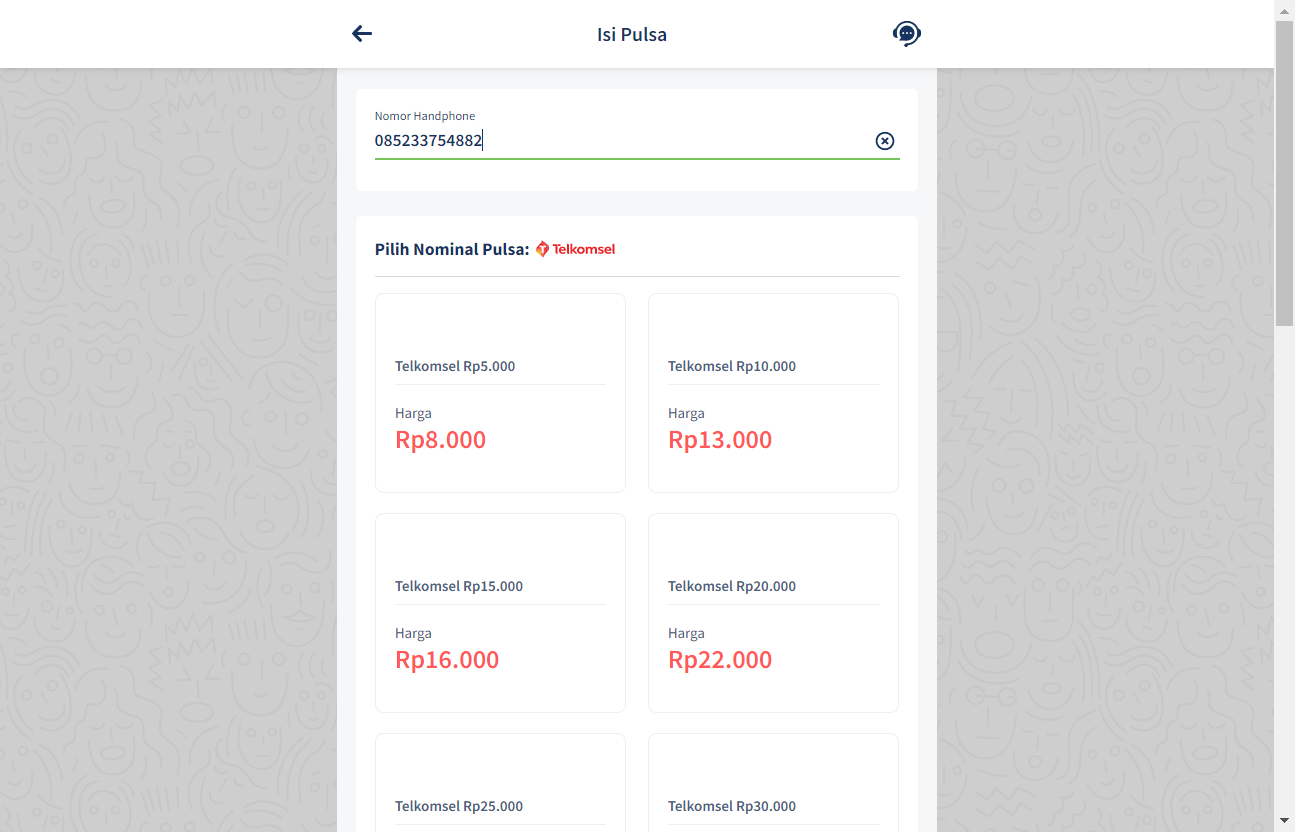 Isi Pulsa
Nomor Handphone
085233754882
Pilih Nominal Pulsa: Telkomsel
Telkomsel Rp5.000
Harga
Rp8.000
Telkomsel Rp10.000
Harga
Rp13.000
Telkomsel Rp15.000
Harga
Rp16.000
Telkomsel Rp20.000
Harga
Rp22.000
Telkomsel Rp25.000
Telkomsel Rp30.000